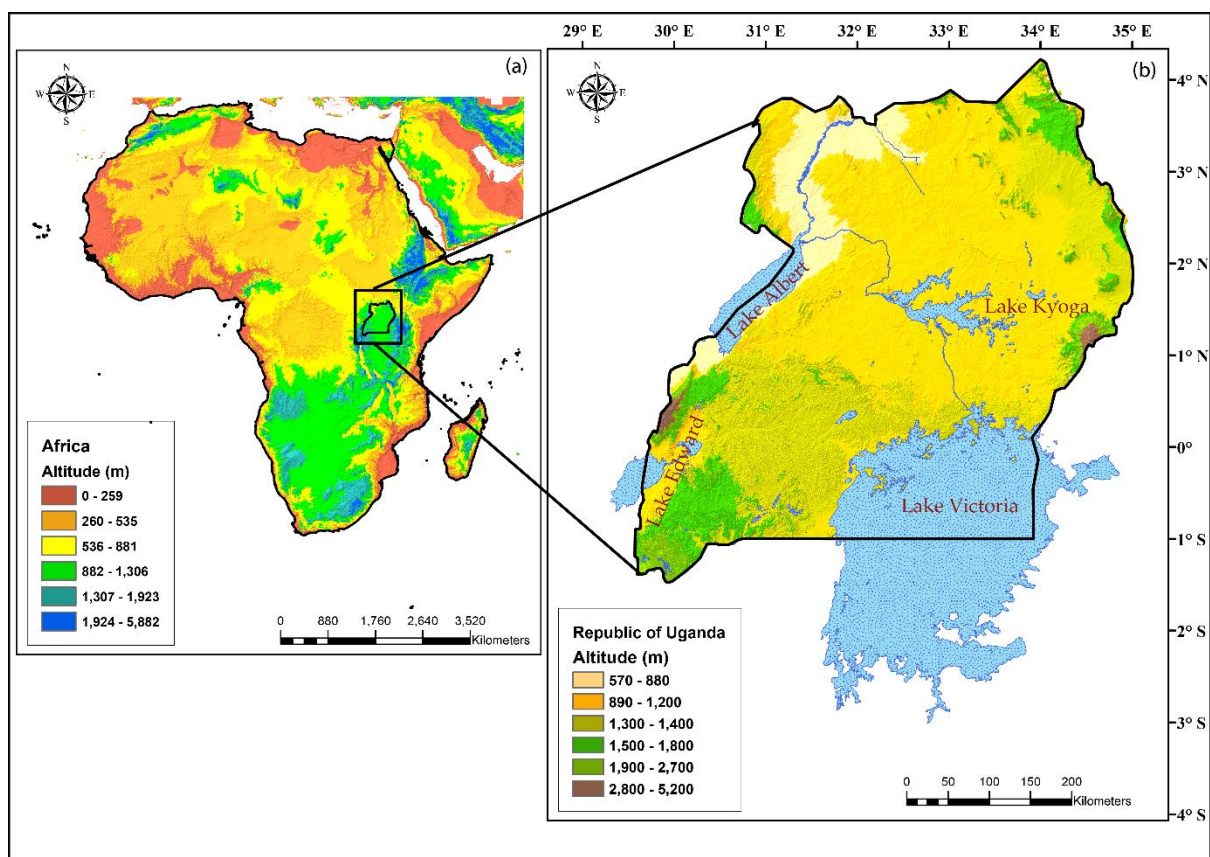 29° E 30° E 31° E 32° E 33° E 34° E 35° E
(a)
N
W E
S
Africa
Altitude (m)
0 - 259
260 - 535
536 - 881
882 - 1,306
1,307 - 1,923
1,924 - 5,882
0 880 1,760 2,640 3,520
Kilometers
(b)
N
W E
S
4° N
3° N
2° N
1° N
0°
1° S
2° S
3° S
4° S
Lake Albert
Lake Kyoga
Lake Edward
Lake Victoria
Republic of Uganda
Altitude (m)
570 - 880
890 - 1,200
1,300 - 1,400
1,500 - 1,800
1,900 - 2,700
2,800 - 5,200
0 50 100 150 200
Kilometers